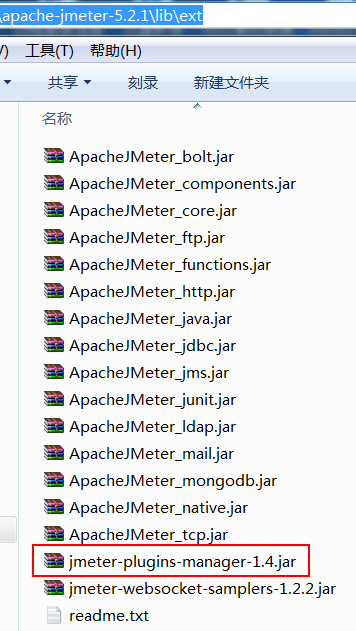 \apache-jmeter-5.2.1\lib\ext
) 工具(T) 帮助(H)
共享 刻录 新建文件夹
名称
ApacheJMeter_bolt.jar
ApacheJMeter_components.jar
ApacheJMeter_core.jar
ApacheJMeter_ftp.jar
ApacheJMeter_functions.jar
ApacheJMeter_http.jar
ApacheJMeter_java.jar
ApacheJMeter_jdbc.jar
ApacheJMeter_jms.jar
ApacheJMeter_junit.jar
ApacheJMeter_ldap.jar
ApacheJMeter_mail.jar
ApacheJMeter_mongodb.jar
ApacheJMeter_native.jar
ApacheJMeter_tcp.jar
jmeter-plugins-manager-1.4.jar
jmeter-websocket-samplers-1.2.2.jar
readme.txt